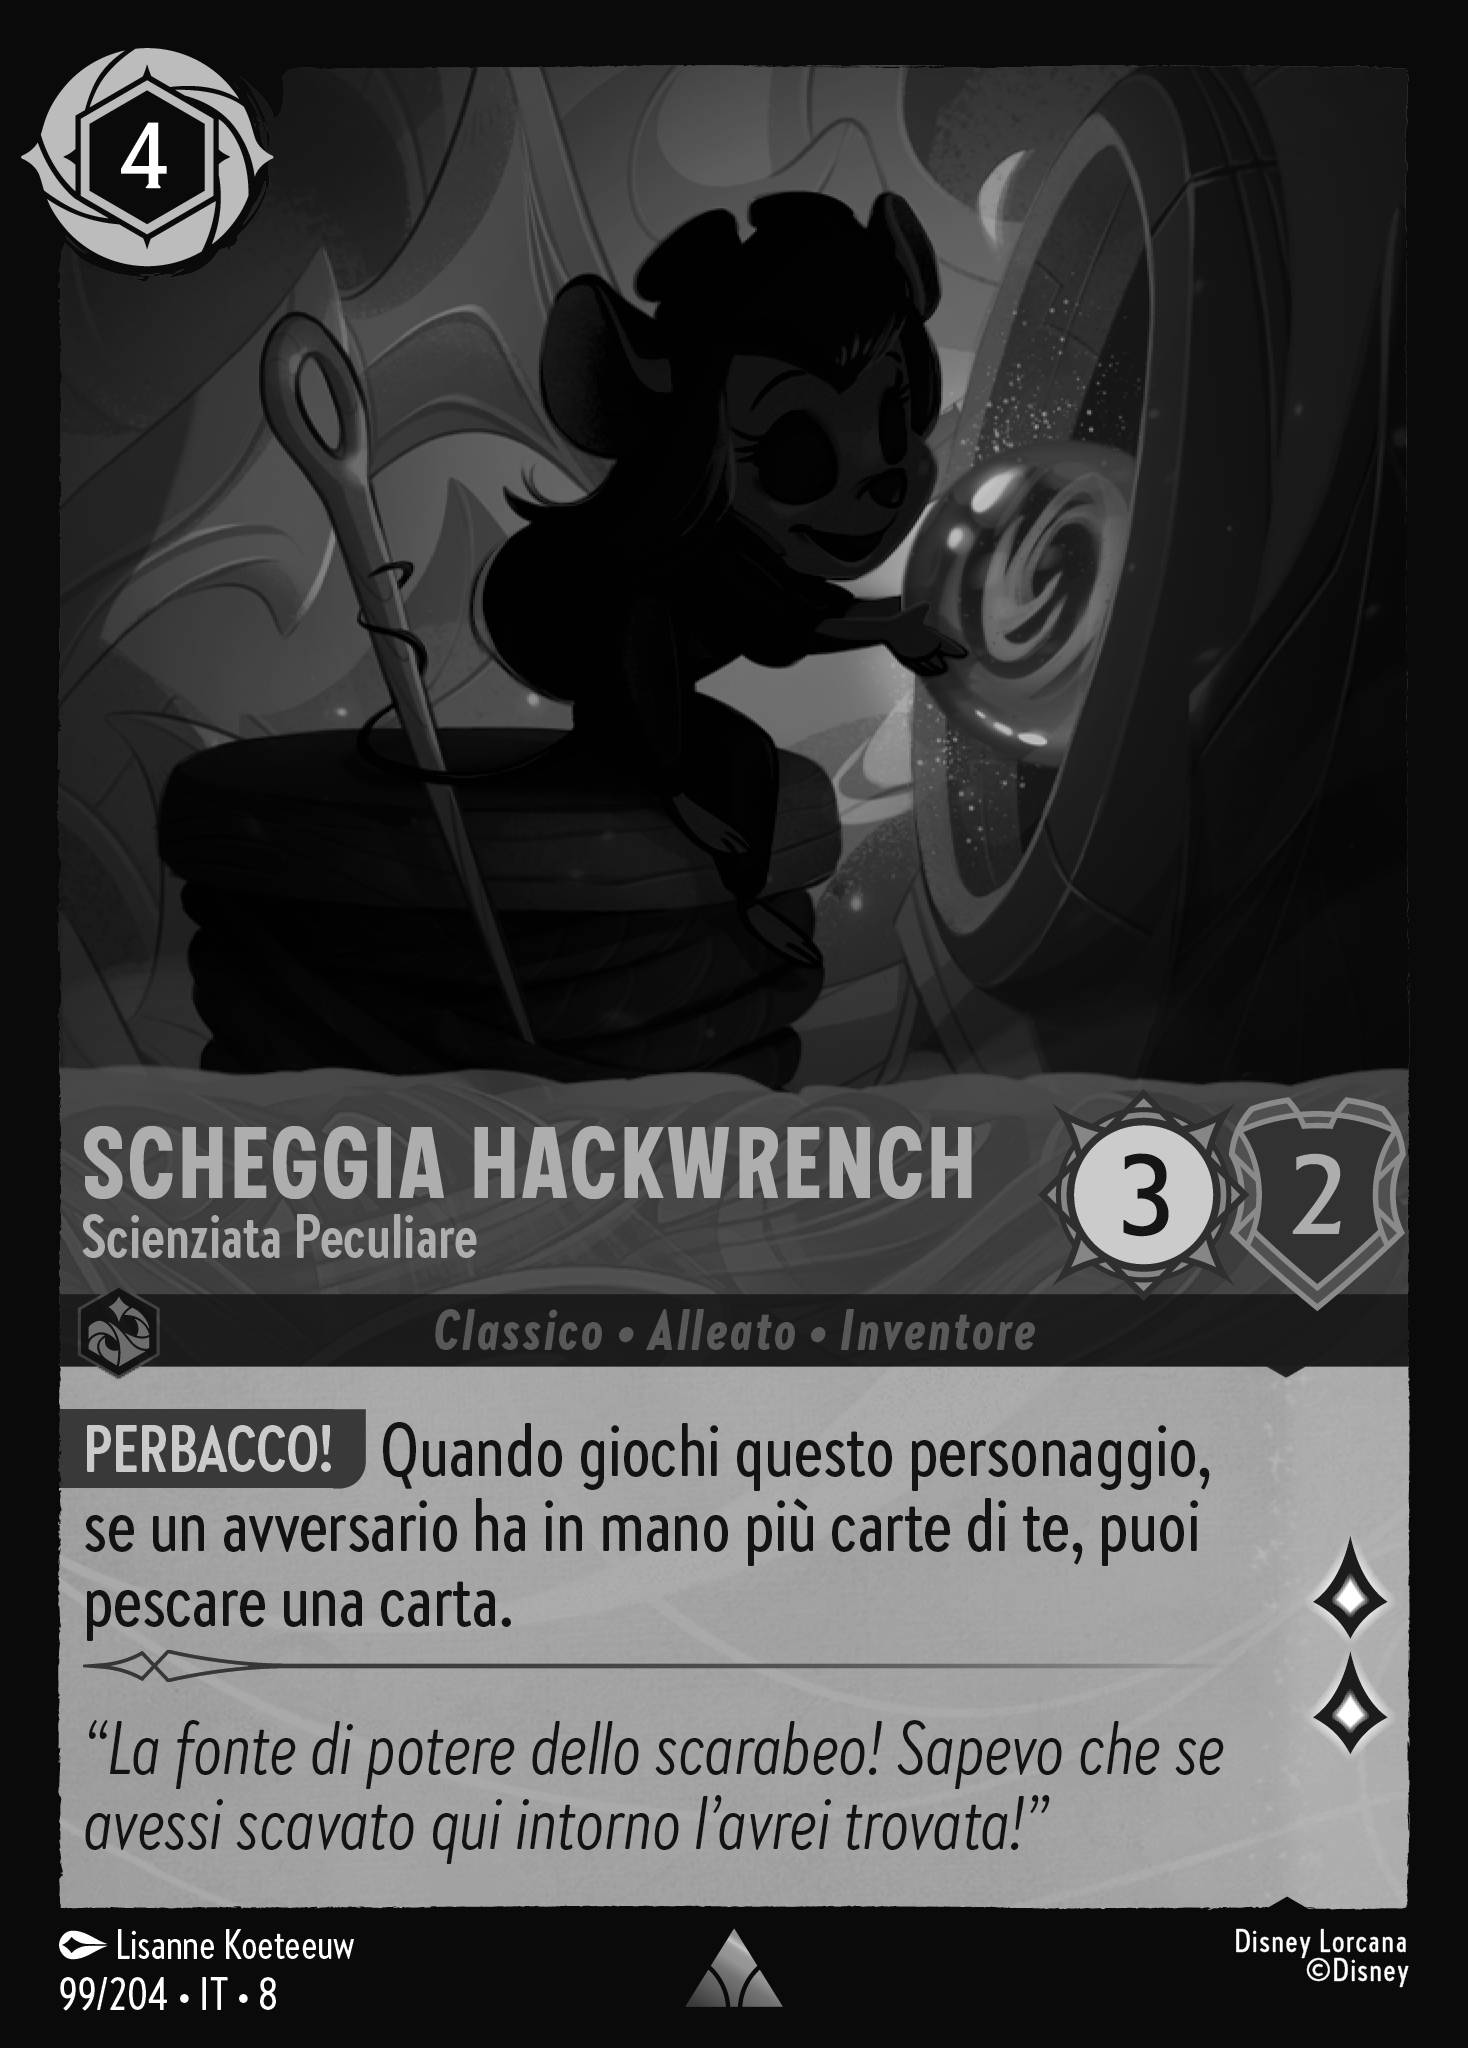 4
SCHEGGIA HACKWRENCH
Scienziata Peculiare
3
2
Classico • Alleato • Inventore
PERBACCO! Quando giochi questo personaggio,
se un avversario ha in mano più carte di te, puoi
pescare una carta.
“La fonte di potere dello scarabeo! Sapevo che se
avessi scavato qui intorno l’avrei trovata!”
Lisanne Koeteeuw
99/204 • IT • 8
Disney Lorcana
©Disney